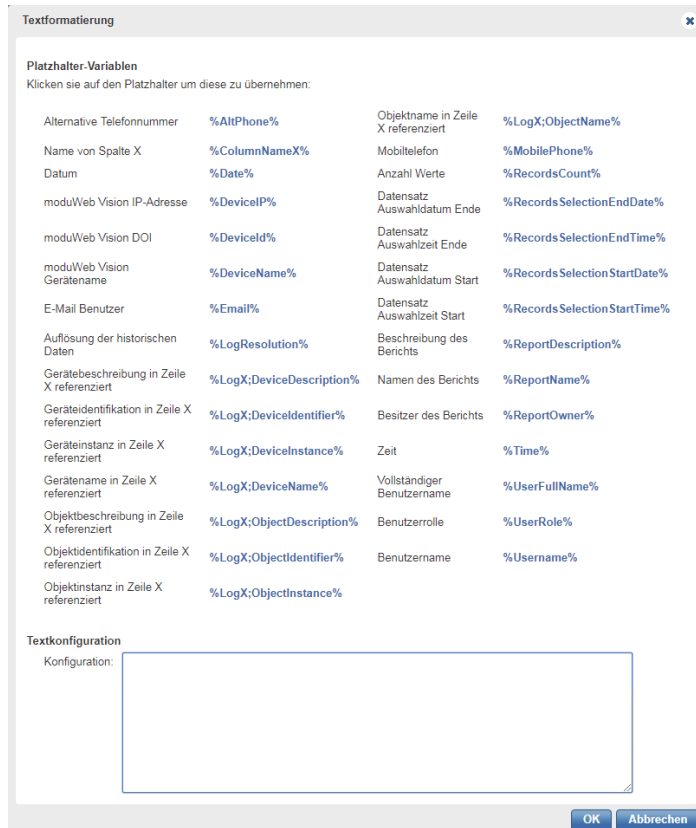 Textformatierung
Platzhalter-Variablen
Klicken sie auf den Platzhalter um diese zu übernehmen:
Alternative Telefonnummer %AltPhone%
Name von Spalte X %ColumnNameX%
Datum %Date%
moduWeb Vision IP-Adresse %DeviceIP%
moduWeb Vision DOI %DeviceId%
moduWeb Vision
Gerätename %DeviceName%
E-Mail Benutzer %Email%
Auflösung der historischen
Daten %LogResolution%
Gerätebeschreibung in Zeile
X referenziert %LogX;DeviceDescription%
Geräteidentifikation in Zeile X
referenziert %LogX;DeviceIdentifier%
Geräteinstanz in Zeile X
referenziert %LogX;DeviceInstance%
Gerätename in Zeile X
referenziert %LogX;DeviceName%
Objektbeschreibung in Zeile
X referenziert %LogX;ObjectDescription%
Objektidentifikation in Zeile X
referenziert %LogX;ObjectIdentifier%
Objektinstanz in Zeile X
referenziert %LogX;ObjectInstance%
Objektname in Zeile
X referenziert %LogX;ObjectName%
Mobiltelefon %MobilePhone%
Anzahl Werte %RecordsCount%
Datensatz
Auswahldatum Ende %RecordsSelectionEndDate%
Datensatz
Auswahlzeit Ende %RecordsSelectionEndTime%
Datensatz
Auswahldatum Start %RecordsSelectionStartDate%
Datensatz
Auswahlzeit Start %RecordsSelectionStartTime%
Beschreibung des
Berichts %ReportDescription%
Namen des Berichts %ReportName%
Besitzer des Berichts %ReportOwner%
Zeit %Time%
Vollständiger
Benutzername %UserFullName%
Benutzerrolle %UserRole%
Benutzername %Username%
Textkonfiguration
Konfiguration:
OK Abbrechen